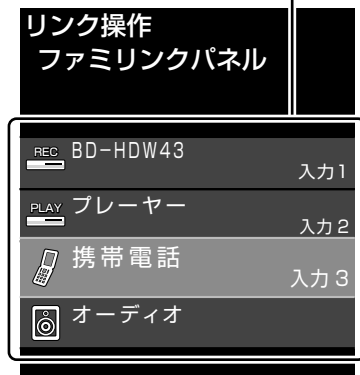 リンク操作
ファミリンクパネル
REC BD-HDW43
入力1
PLAY プレーヤー
入力2
携帯電話
入力3
オーディオ